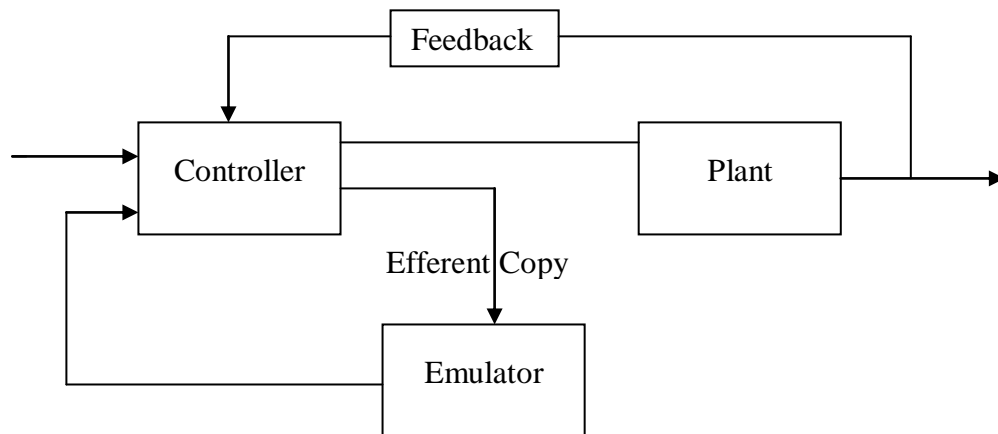 Feedback
Controller
Plant
Efferent Copy
Emulator